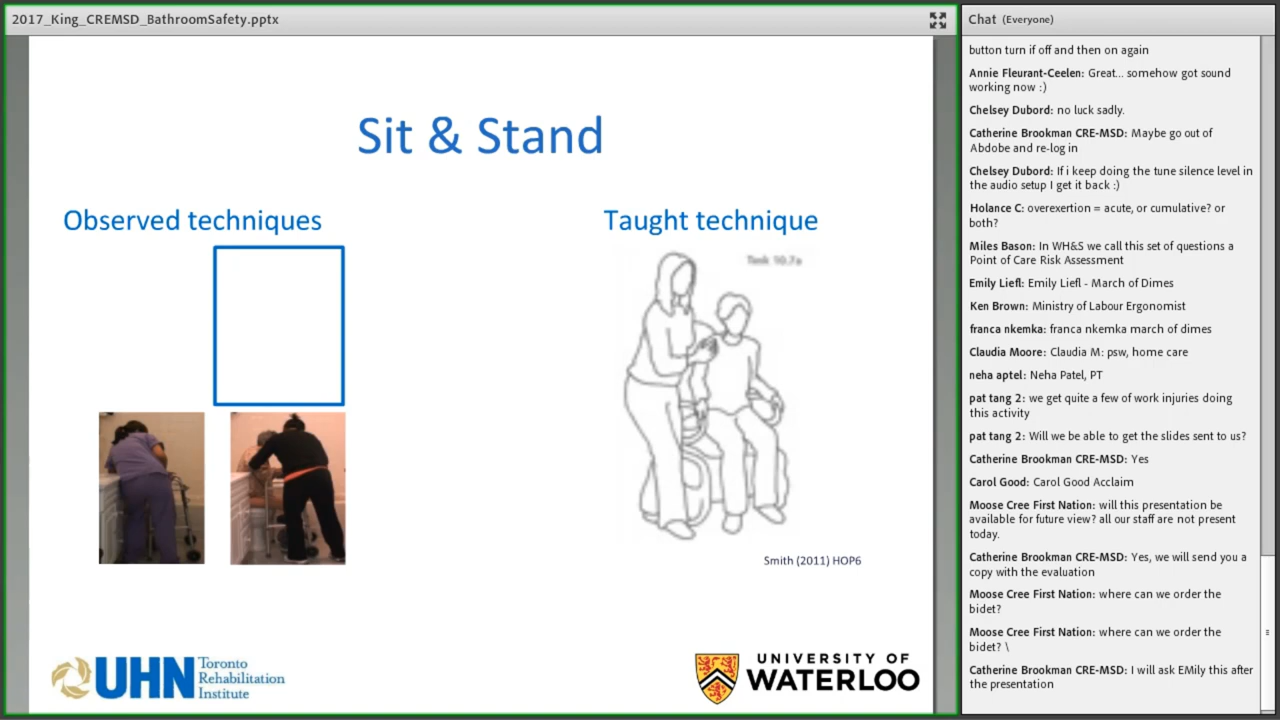 2017_King_CREMSD_BathroomSafety.pptx
Sit & Stand
Observed techniques
Taught technique
Task 10.7a
Smith (2011) HOP6
UHN
Toronto
Rehabilitation
Institute
UNIVERSITY OF
WATERLOO
Chat (Everyone)
button turn if off and then on again
Annie Fleurant-Ceelen: Great... somehow got sound
working now :)
Chelsey Dubord: no luck sadly.
Catherine Brookman CRE-MSD: Maybe go out of
Abdobe and re-log in
Chelsey Dubord: If i keep doing the tune silence level in
the audio setup I get it back :)
Holance C: overexertion = acute, or cumulative? or
both?
Miles Bason: In WH&S we call this set of questions a
Point of Care Risk Assessment
Emily Liefl: Emily Liefl - March of Dimes
Ken Brown: Ministry of Labour Ergonomist
franca nkemka: franca nkemka march of dimes
Claudia Moore: Claudia M: psw, home care
neha aptel: Neha Patel, PT
pat tang 2: we get quite a few of work injuries doing
this activity
pat tang 2: Will we be able to get the slides sent to us?
Catherine Brookman CRE-MSD: Yes
Carol Good: Carol Good Acclaim
Moose Cree First Nation: will this presentation be
available for future view? all our staff are not present
today.
Catherine Brookman CRE-MSD: Yes, we will send you a
copy with the evaluation
Moose Cree First Nation: where can we order the
bidet?
Moose Cree First Nation: where can we order the
bidet? \
Catherine Brookman CRE-MSD: I will ask EMily this after
the presentation